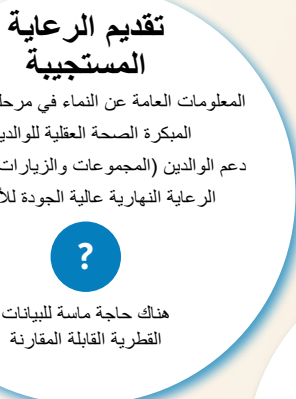 تقديم الرعاية
المستجيبة
المعلومات العامة عن النماء في مرحلة
المبكرة الصحة العقلية للوالدين
دعم الوالدين (المجموعات والزيارات
الرعاية النهارية عالية الجودة
?
هناك حاجة ماسة للبيانات
القطرية القابلة المقارنة